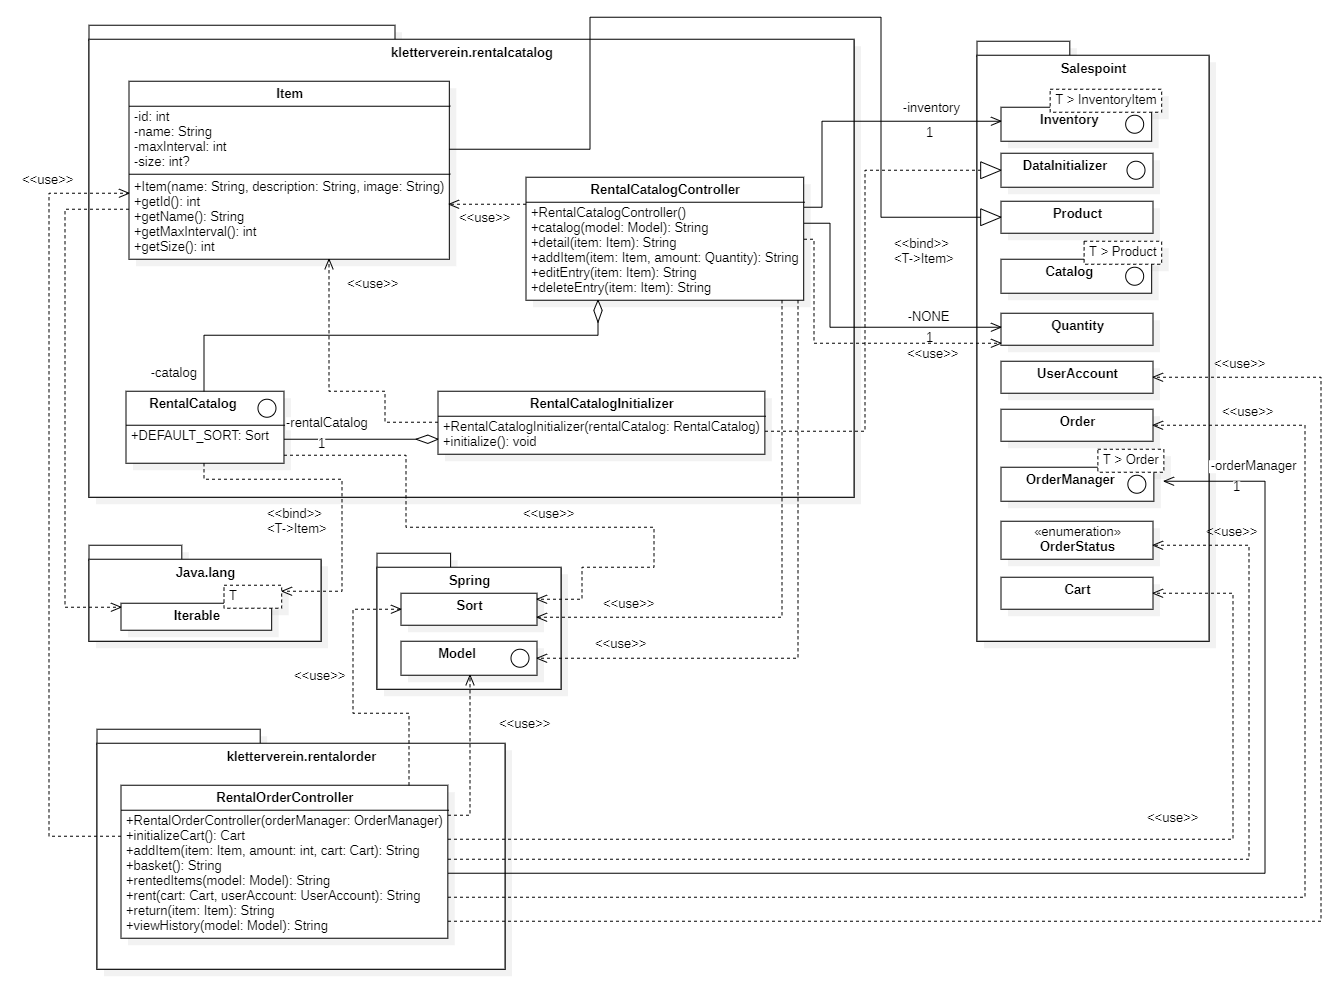 kletterverein.rentalcatalog
Item
-id: int
-name: String
-maxInterval: int
-size: int?
+Item(name: String, description: String, image: String)
+getId(): int
+getName(): String
+getMaxInterval(): int
+getSize(): int
<<use>>
<<use>>
<<use>>
RentalCatalogController
+RentalCatalogController()
+catalog(model: Model): String
+detail(item: Item): String
+addItem(item: Item, amount: Quantity): String
+editEntry(item: Item): String
+deleteEntry(item: Item): String
-catalog
RentalCatalog
+DEFAULT_SORT: Sort
-rentalCatalog
1
RentalCatalogInitializer
+RentalCatalogInitializer(rentalCatalog: RentalCatalog)
+initialize(): void
-inventory
1
<<bind>>
<T->Item>
-NONE
1
<<use>>
Salespoint
T > InventoryItem
Inventory
DataInitializer
Product
T > Product
Catalog
Quantity
UserAccount
Order
T > Order
OrderManager
«enumeration»
OrderStatus
Cart
<<use>>
<<use>>
-orderManager
1
<<use>>
<<bind>>
<T->Item>
<<use>>
Java.lang
T
Iterable
Spring
Sort
Model
<<use>>
<<use>>
<<use>>
<<use>>
kletterverein.rentalorder
RentalOrderController
+RentalOrderController(orderManager: OrderManager)
+initializeCart(): Cart
+addItem(item: Item, amount: int, cart: Cart): String
+basket(): String
+rentedItems(model: Model): String
+rent(cart: Cart, userAccount: UserAccount): String
+return(item: Item): String
+viewHistory(model: Model): String
<<use>>